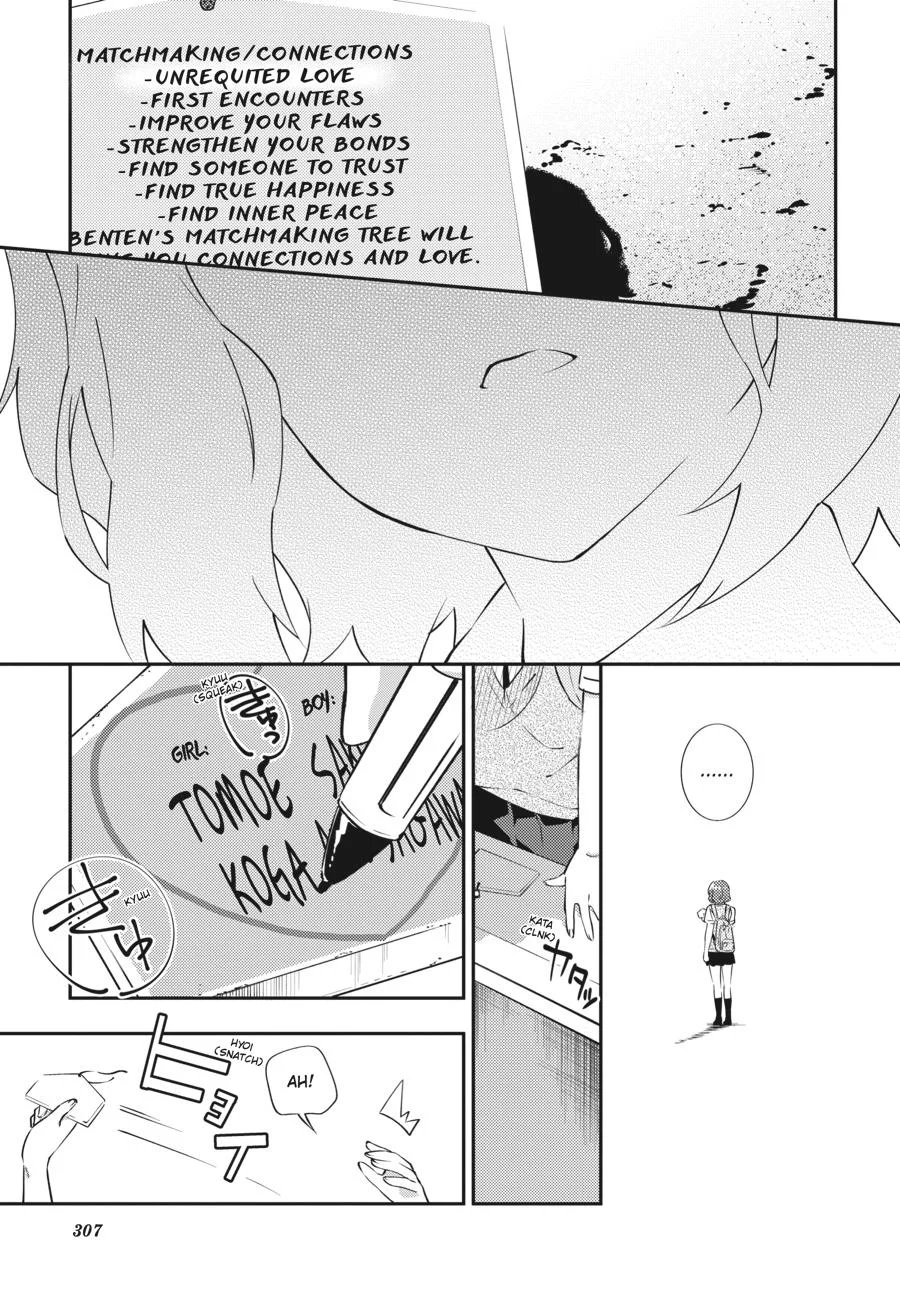 MATCHMAKING/CONNECTIONS
-UNREQUITED LOVE
-FIRST ENCOUNTERS
-IMPROVE YOUR FLAWS
-STRENGTHEN YOUR BONDS
-FIND SOMEONE TO TRUST
-FIND TRUE HAPPINESS
-FIND INNER PEACE
BENTEN'S MATCHMAKING TREE WILL
YOU CONNECTIONS AND LOVE.
......
KATA
(CLNK)
カタッ
KYUU
(SQUEAK)
きゅっ
BOY:
GIRL:
TOMOE
KOGA
KYUU
きゅ
HYOI
(SNATCH)
ヒョイ
AH!
307